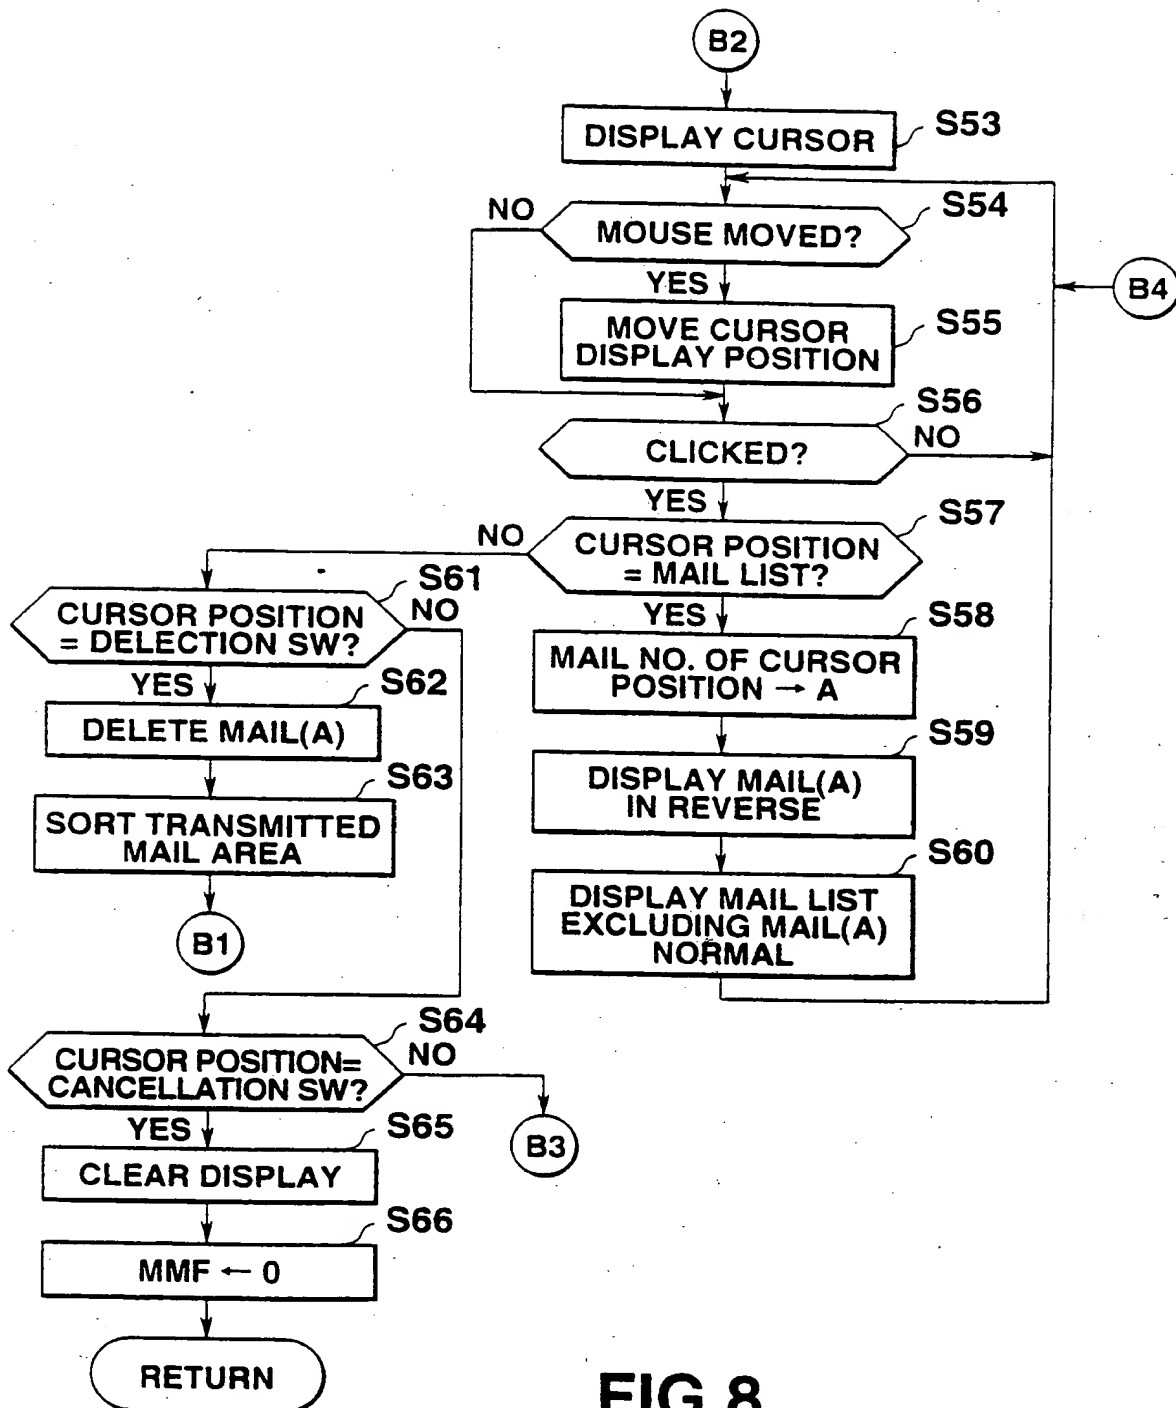 B2
DISPLAY CURSOR
S53
NO
MOUSE MOVED?
S54
YES
B4
MOVE CURSOR
DISPLAY POSITION
S55
S56
CLICKED?
NO
YES
S57
NO
CURSOR POSITION
= MAIL LIST?
S61
CURSOR POSITION
= DELECTION SW?
NO
YES
S58
MAIL NO. OF CURSOR
POSITION → A
YES
S62
DELETE MAIL(A)
S59
DISPLAY MAIL(A)
IN REVERSE
S63
SORT TRANSMITTED
MAIL AREA
S60
DISPLAY MAIL LIST
EXCLUDING MAIL(A)
NORMAL
B1
S64
CURSOR POSITION=
CANCELLATION SW?
NO
YES
B3
S65
CLEAR DISPLAY
S66
MMF ← 0
RETURN
FIG.8